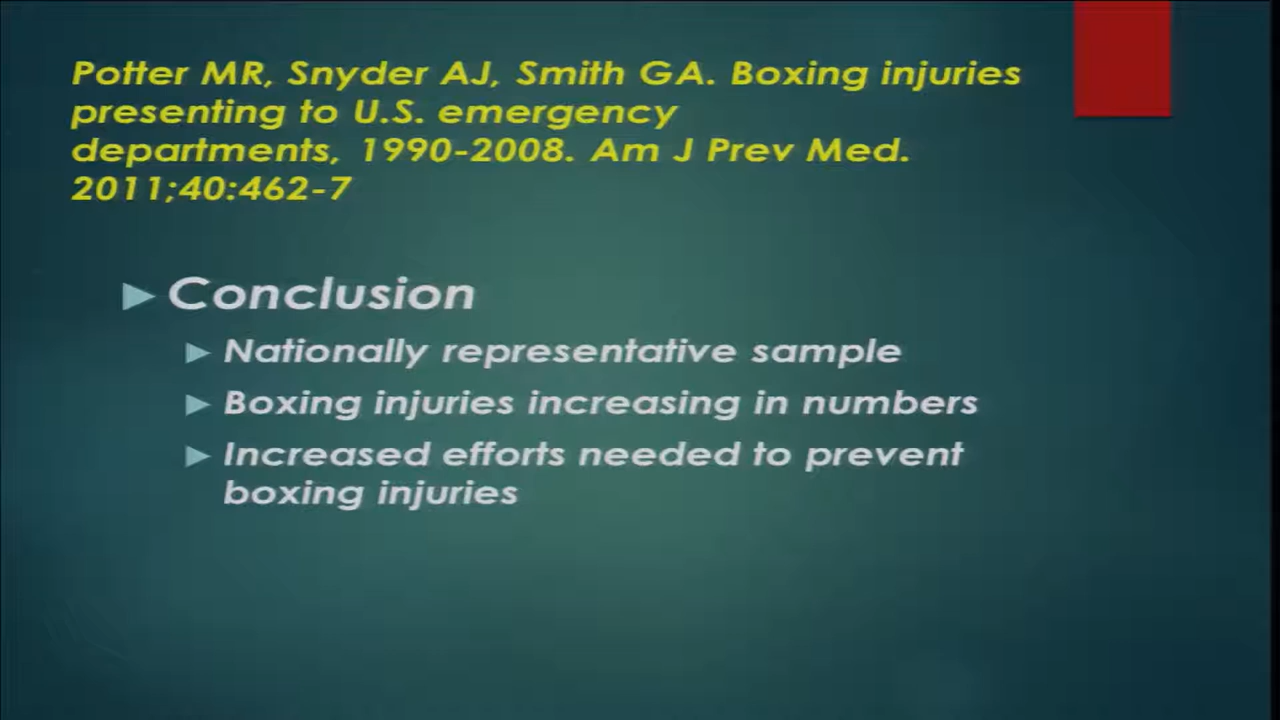 Potter MR, Snyder AJ, Smith GA. Boxing injuries
presenting to U.S. emergency
departments, 1990-2008. Am J Prev Med.
2011;40:462-7
Conclusion
Nationally representative sample
Boxing injuries increasing in numbers
Increased efforts needed to prevent
boxing injuries